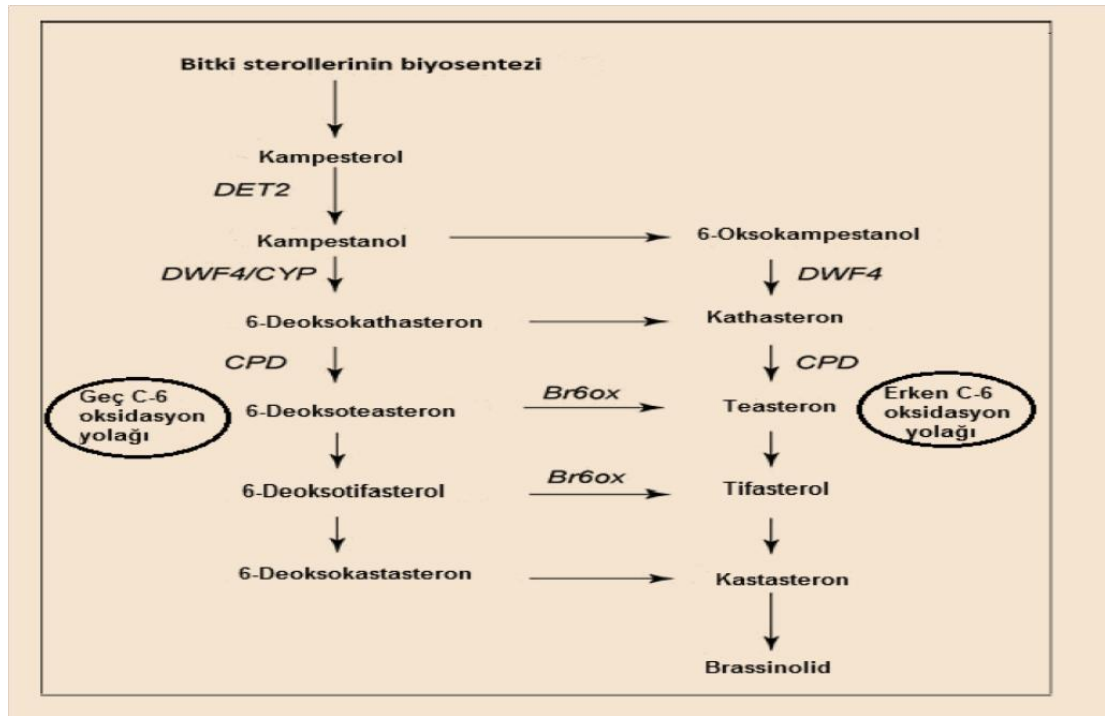 Bitki sterollerinin biyosentezi
Kampesterol
DET2
Kampestanol
6-Oksokampestanol
DWF4/CYP
DWF4
6-Deoksokathasteron
Kathasteron
CPD
CPD
Geç C-6
oksidasyon
yolağı
6-Deoksoteasteron
Br6ox
Teasteron
Erken C-6
oksidasyon
yolağı
6-Deoksotifasterol
Br6ox
Tifasterol
6-Deoksokastasteron
Kastasteron
Brassinolid